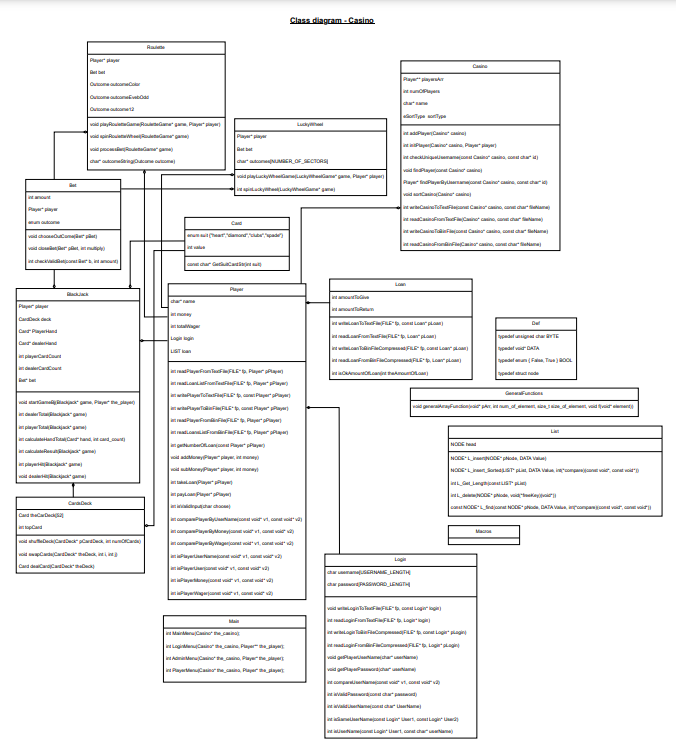 Class diagram - Casino
Roulette
Player* player
Bet bet
Outcome outcomeColor
Outcome outcomeEvebOdd
Outcome outcome12
void playRouletteGame(RouletteGame* game, Player* player)
void spinRouletteWheel(RouletteGame* game)
void processBet(RouletteGame* game)
char* outcomeString(Outcome outcome)
LuckyWheel
Player* player
Bet bet
char* outcomes[NUMBER_OF_SECTORS]
void playLuckyWheelGame(LuckyWheelGame* game, Player* player)
int spinLuckyWheel(LuckyWheelGame* game)
Casino
Player** playersArr
int numOfPlayers
char* name
eSortType sortType
int addPlayer(Casino* casino)
int initPlayer(Casino* casino, Player* player)
int checkUniqueUsername(const Casino* casino, const char* id)
void findPlayer(const Casino* casino)
Player* findPlayerByUsername(const Casino* casino, const char* id)
void sortCasino(Casino* casino)
int writeCasinoToTextFile(const Casino* casino, const char* fileName)
int readCasinoFromTextFile(Casino* casino, const char* fileName)
int writeCasinoToBinFile(const Casino* casino, const char* fileName)
int readCasinoFromBinFile(Casino* casino, const char* fileName)
Bet
int amount
Player* player
enum outcome
void chooseOutCome(Bet* pBet)
void closeBet(Bet* pBet, int multiply)
int checkValidBet(const Bet* b, int amount)
Card
enum suit {"heart","diamond","clubs","spade"}
int value
const char* GetSuitCardStr(int suit)
BlackJack
Player* player
CardDeck deck
Card* PlayerHand
Card* dealerHand
int playerCardCount
int dealerCardCount
Bet* bet
void startGameBj(Blackjack* game, Player* the_player)
int dealerTotal(Blackjack* game)
int playerTotal(Blackjack* game)
int calculateHandTotal(Card* hand, int card_count)
int calculateResult(Blackjack* game)
int playerHit(Blackjack* game)
void dealerHit(Blackjack* game)
Player
char* name
int money
int totalWager
Login login
LIST loan
int readPlayerFromTextFile(FILE* fp, Player* pPlayer)
int readLoanListFromTextFile(FILE* fp, Player* pPlayer)
int writePlayerToTextFile(FILE* fp, const Player* pPlayer)
int writePlayerToBinFile(FILE* fp, const Player* pPlayer)
int readPlayerFromBinFile(FILE* fp, Player* pPlayer)
int readLoansListFromBinFile(FILE* fp, Player* pPlayer)
int getNumberOfLoan(const Player* pPlayer)
void addMoney(Player* player, int money)
void subMoney(Player* player, int money)
int takeLoan(Player* pPlayer)
int payLoan(Player* pPlayer)
int isValidInput(char choose)
int comparePlayerByUserName(const void* v1, const void* v2)
int comparePlayerByMoney(const void* v1, const void* v2)
int comparePlayerByWager(const void* v1, const void* v2)
int isPlayerUserName(const void* v1, const void* v2)
int isPlayerUser(const void* v1, const void* v2)
int isPlayerMoney(const void* v1, const void* v2)
int isPlayerWager(const void* v1, const void* v2)
Loan
int amountToGive
int amountToReturn
int writeLoanToTextFile(FILE* fp, const Loan* pLoan)
int readLoanFromTextFile(FILE* fp, Loan* pLoan)
int writeLoanToBinFileCompressed(FILE* fp, const Loan* pLoan)
int readLoanFromBinFileCompressed(FILE* fp, Loan* pLoan)
int isOkAmountOfLoan(int theAmountOfLoan)
Def
typedef unsigned char BYTE
typedef void* DATA
typedef enum { False, True } BOOL
typedef struct node
GeneralFunctions
void generalArrayFunction(void* pArr, int num_of_element, size_t size_of_element, void f(void* element))
List
NODE head
NODE* L_insert(NODE* pNode, DATA Value)
NODE* L_insert_Sorted(LIST* pList, DATA Value, int(*compare)(const void*, const void*))
int L_Get_Length(const LIST* pList)
int L_delete(NODE* pNode, void(*freeKey)(void*))
const NODE* L_find(const NODE* pNode, DATA Value, int(*compare)(const void*, const void*))
CardsDeck
Card theCarDeck[52]
int topCard
void shuffleDeck(CardDeck* pCardDeck, int numOfCards)
void swapCards(CardDeck* theDeck, int i, int j)
Card dealCard(CardDeck* theDeck)
Macros
Login
char username[USERNAME_LENGTH]
char password[PASSWORD_LENGTH]
void writeLoginToTextFile(FILE* fp, const Login* login)
int readLoginFromTextFile(FILE* fp, Login* login)
int writeLoginToBinFileCompressed(FILE* fp, const Login* pLogin)
int readLoginFromBinFileCompressed(FILE* fp, Login* pLogin)
void getPlayerUserName(char* userName)
void getPlayerPassword(char* userName)
int compareUserName(const void* v1, const void* v2)
int isValidPassword(const char* password)
int isValidUserName(const char* UserName)
int isSameUserName(const Login* User1, const Login* User2)
int isUserName(const Login* User1, const char* userName)
Main
int MainMenu(Casino* the_casino);
int LoginMenu(Casino* the_casino, Player** the_player);
int AdminMenu(Casino* the_casino, Player* the_player);
int PlayerMenu(Casino* the_casino, Player* the_player);